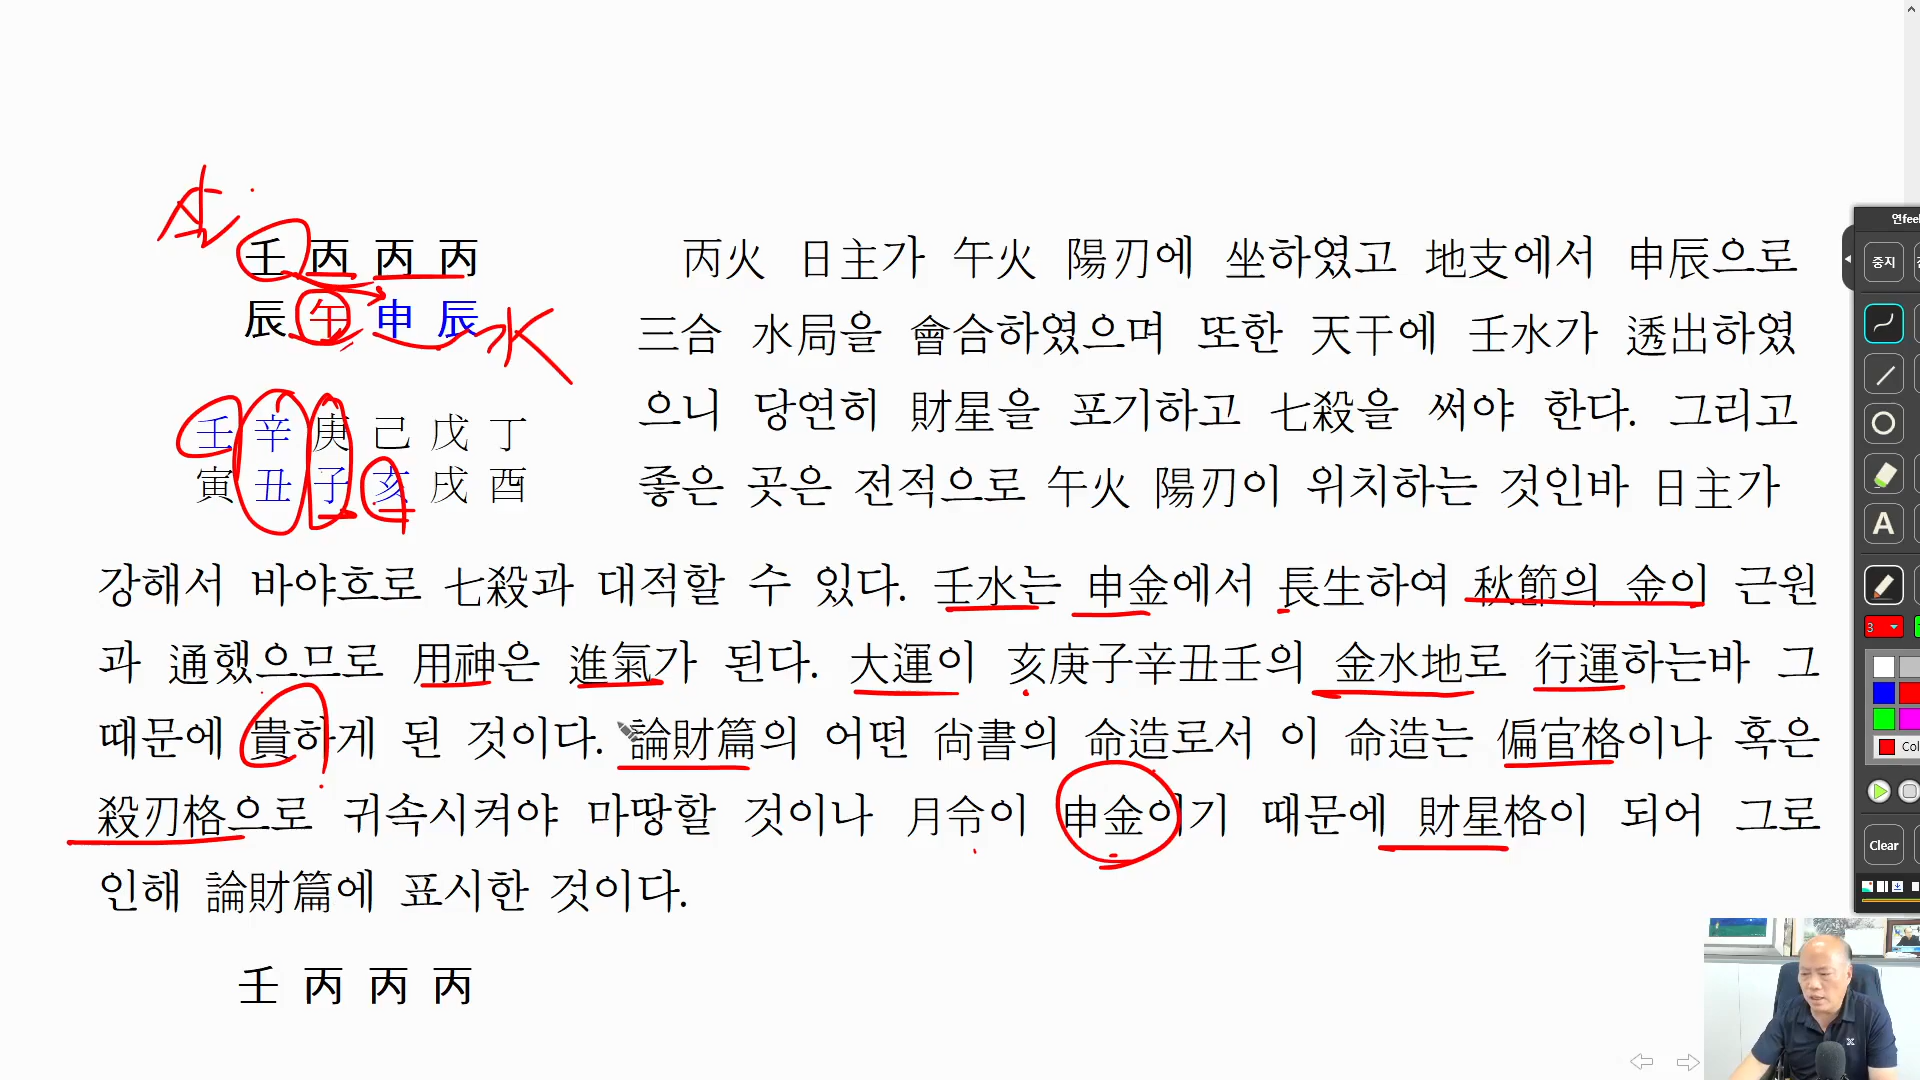 壬 丙 丙 丙
辰 午 申 辰
水
壬 辛 庚 己 戊 丁
寅 丑 子 亥 戌 酉
丙火 日主가 午火 陽刃에 坐하였고 地支에서 申辰으로
三合 水局을 會合하였으며 또한 天干에 壬水가 透出하였
으니 당연히 財星을 포기하고 七殺을 써야 한다. 그리고
좋은 곳은 전적으로 午火 陽刃이 위치하는 것인바 日主가
강해서 바야흐로 七殺과 대적할 수 있다. 壬水는 申金에서 長生하여 秋節의 金이 근원
과 通했으므로 用神은 進氣가 된다. 大運이 亥庚子辛丑壬의 金水地로 行運하는바 그
때문에 貴하게 된 것이다. 論財篇의 어떤 尙書의 命造로서 이 命造는 偏官格이나 혹은
殺刃格으로 귀속시켜야 마땅할 것이나 月令이 申金이기 때문에 財星格이 되어 그로
인해 論財篇에 표시한 것이다.
壬 丙 丙 丙
연feel
중지
A
3
Col
Clear